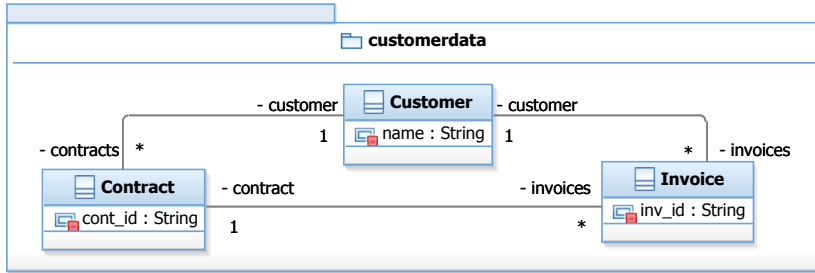 customerdata
- customer
Customer
- customer
1
name : String
1
- contracts
*
*
- invoices
Contract
- contract
- invoices
Invoice
cont_id : String
1
*
inv_id : String